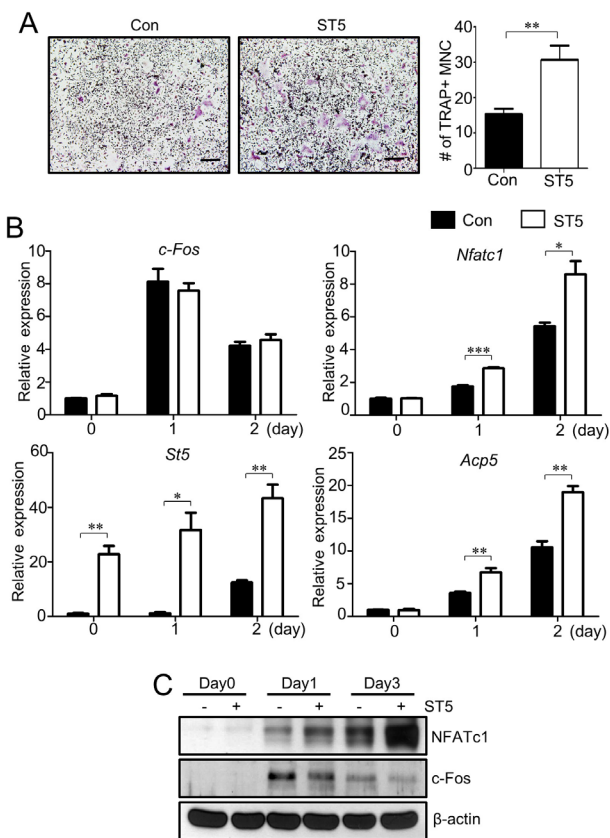 A
Con
ST5
# of TRAP+ MNC
40
30
20
10
0
**
Con
ST5
Con
ST5
B
c-Fos
Relative expression
10
8
6
4
2
0
0
1
2 (day)
Nfatc1
Relative expression
10
8
6
4
2
0
***
*
0
1
2 (day)
St5
Relative expression
60
40
20
0
**
*
**
0
1
2 (day)
Acp5
Relative expression
25
20
15
10
5
0
**
**
0
1
2 (day)
C
Day0 Day1 Day3
- + - + - + ST5
NFATc1
c-Fos
β-actin